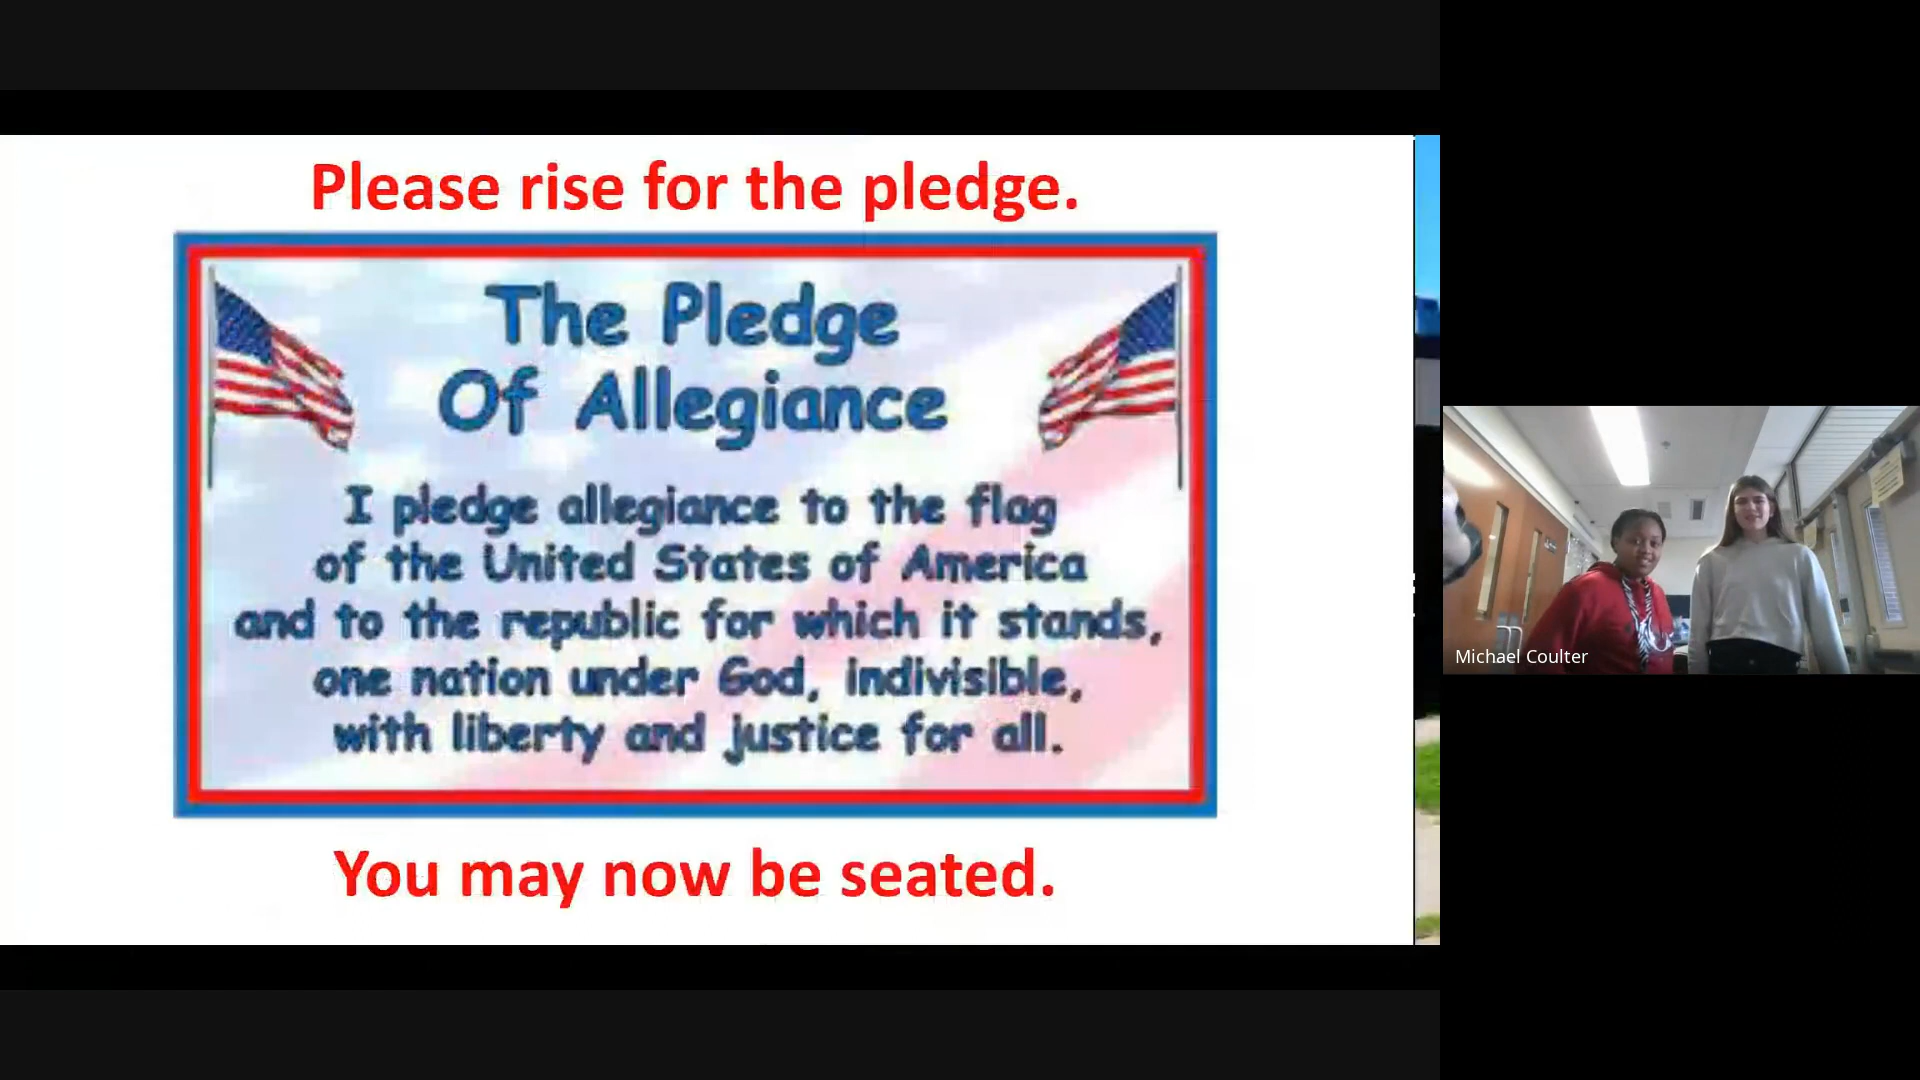 Please rise for the pledge.
The Pledge
Of Allegiance
I pledge allegiance to the flag
of the United States of America
and to the republic for which it stands,
one nation under God, indivisible,
with liberty and justice for all.
You may now be seated.
Michael Coulter